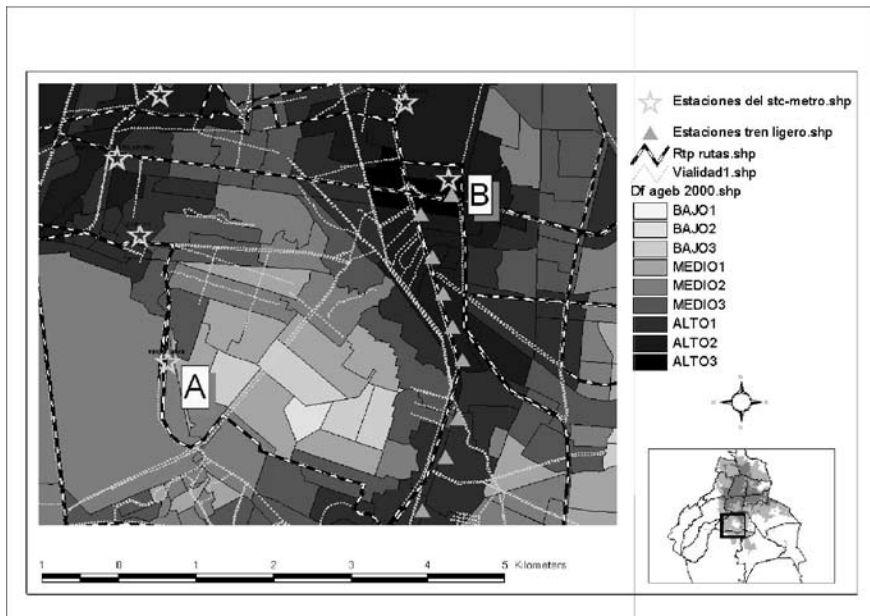 Estaciones del stc-metro.shp
Estaciones tren ligero.shp
Rtp rutas.shp
Vialidad1.shp
Df ageb 2000.shp
BAJO1
BAJO2
BAJO3
MEDIO1
MEDIO2
MEDIO3
ALTO1
ALTO2
ALTO3
B
A
1 0 1 2 3 4 5 Kilometers